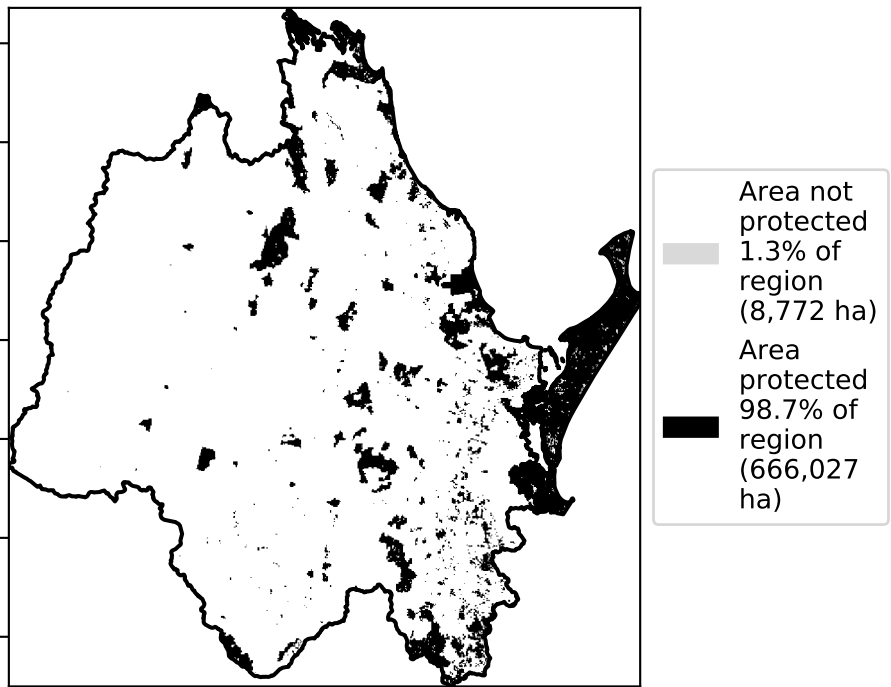 Area not
protected
1.3% of
region
(8,772 ha)
Area
protected
98.7% of
region
(666,027
ha)